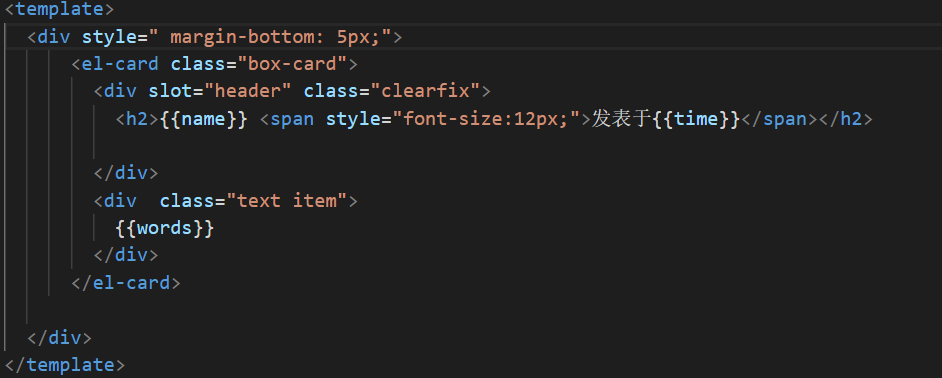 <template>
<div style=" margin-bottom: 5px;">
<el-card class="box-card">
<div slot="header" class="clearfix">
<h2>{{name}} <span style="font-size:12px;">发表于{{time}}</span></h2>
</div>
<div  class="text item">
{{words}}
</div>
</el-card>
</div>
</template>